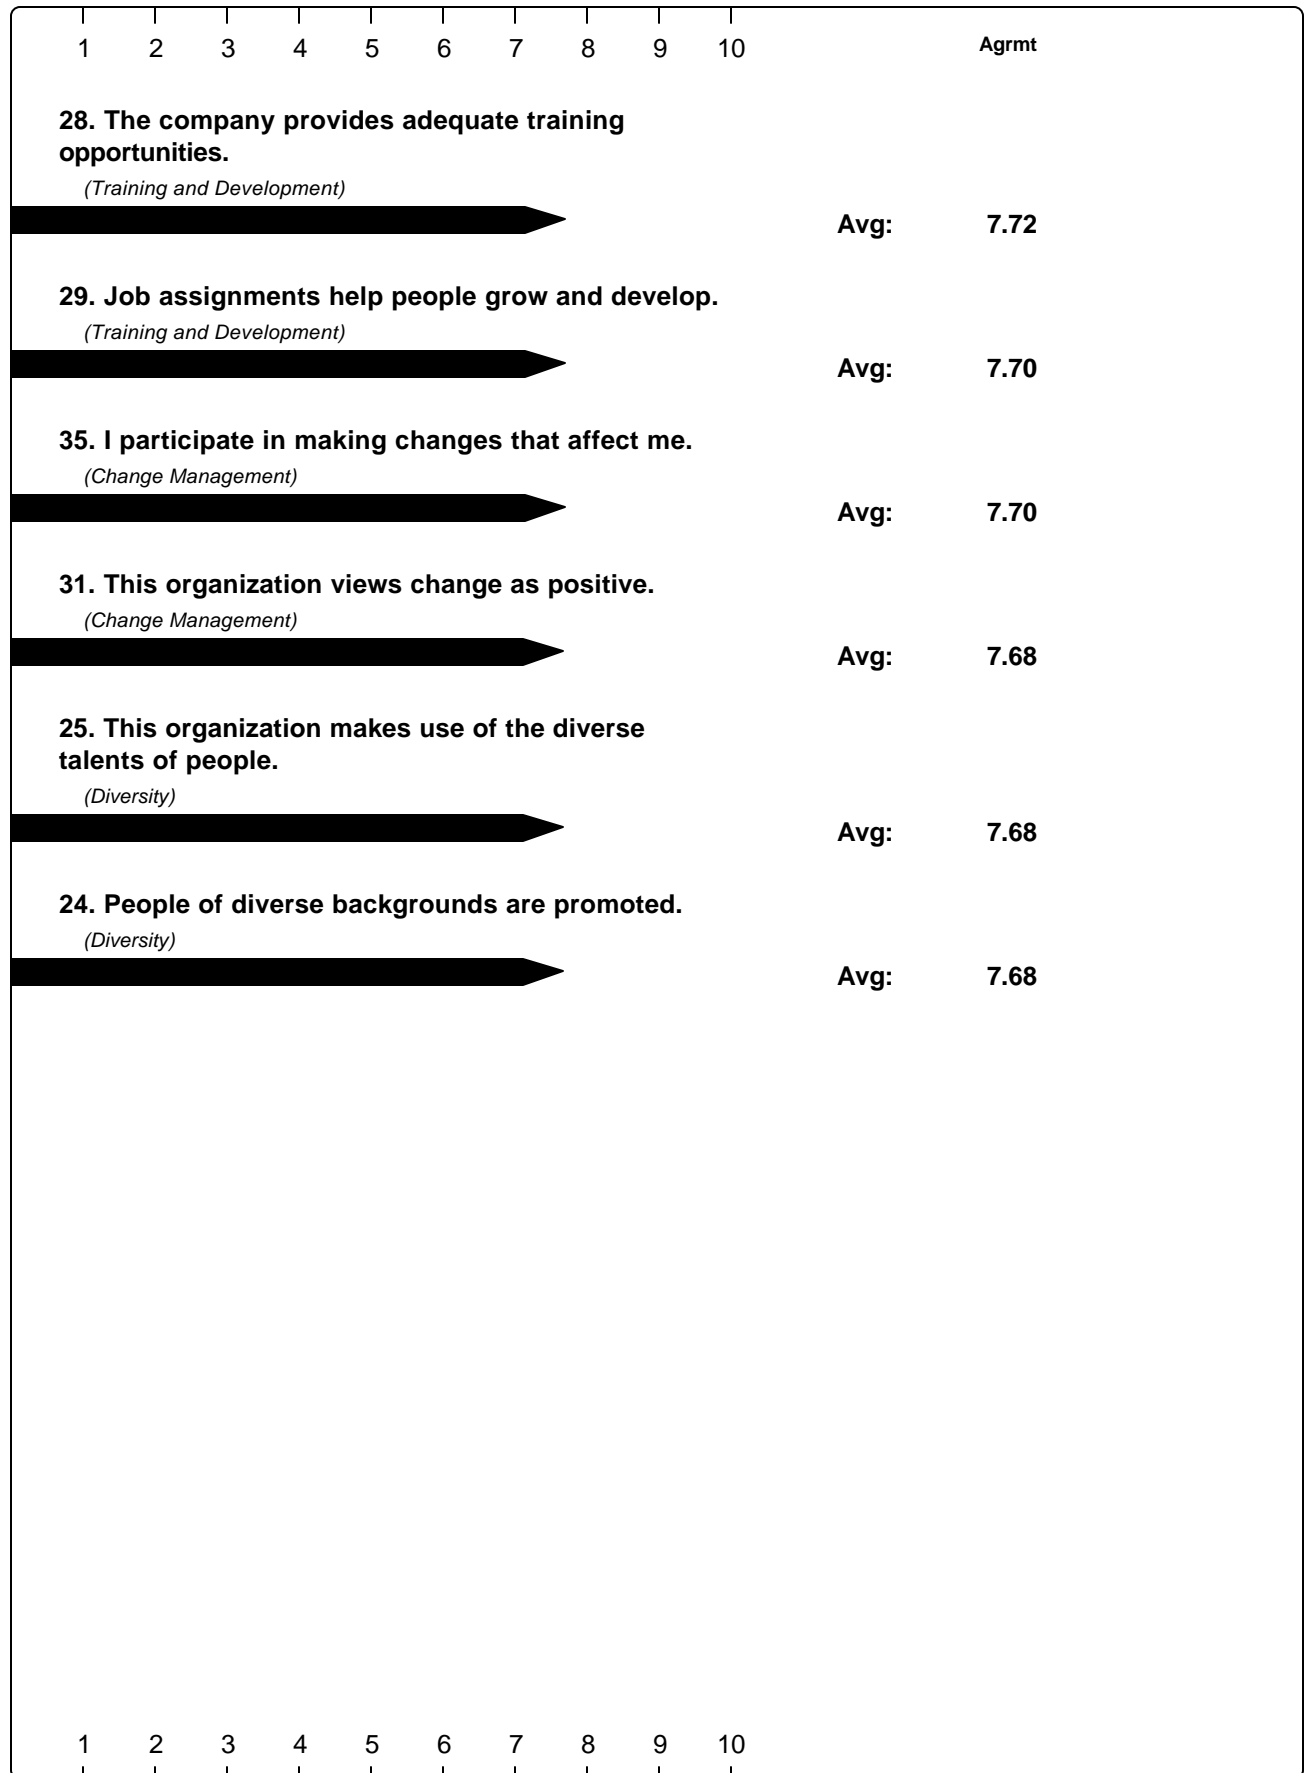 1 2 3 4 5 6 7 8 9 10 Agrmt
28. The company provides adequate training
opportunities.
(Training and Development)
Avg: 7.72
29. Job assignments help people grow and develop.
(Training and Development)
Avg: 7.70
35. I participate in making changes that affect me.
(Change Management)
Avg: 7.70
31. This organization views change as positive.
(Change Management)
Avg: 7.68
25. This organization makes use of the diverse
talents of people.
(Diversity)
Avg: 7.68
24. People of diverse backgrounds are promoted.
(Diversity)
Avg: 7.68
1 2 3 4 5 6 7 8 9 10